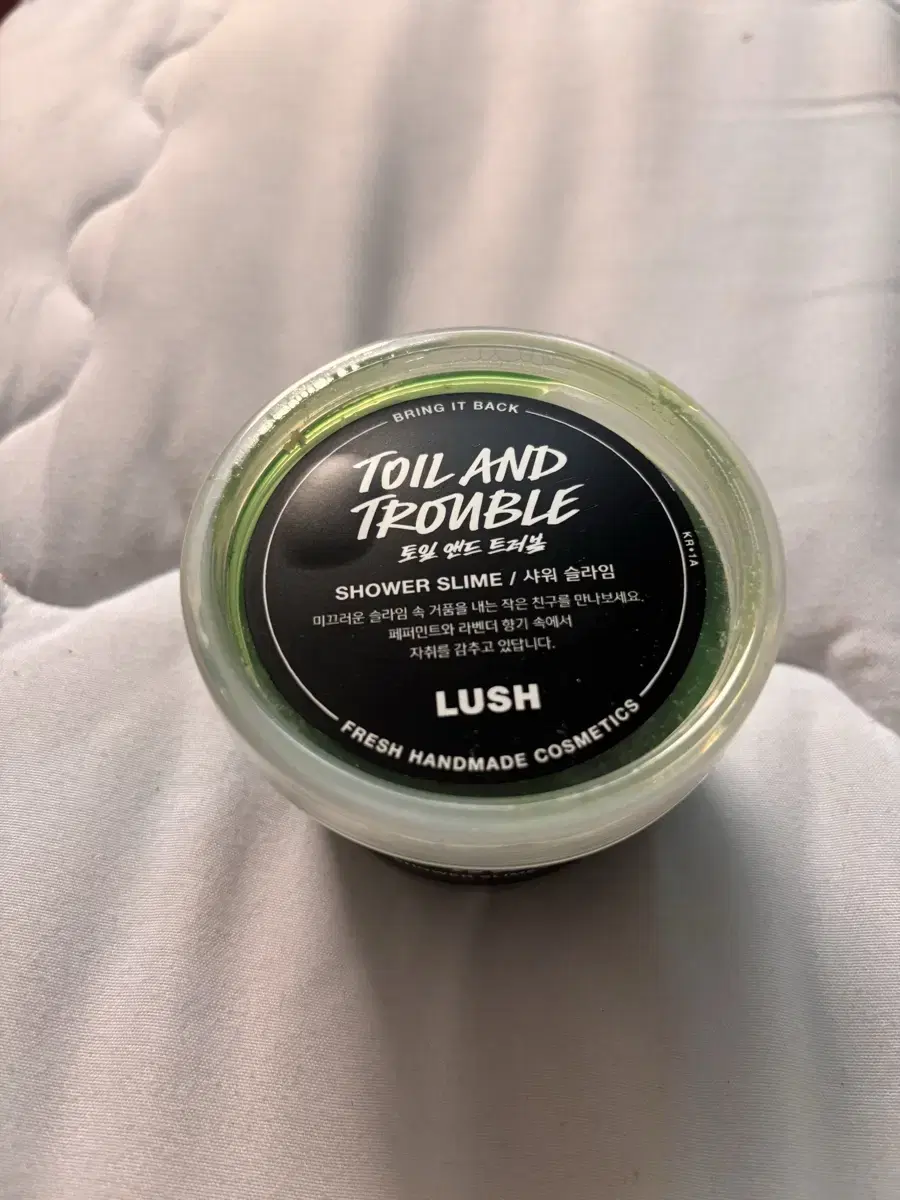 BRING IT BACK
TOIL AND
TROUBLE
토일 앤드 트러블
SHOWER SLIME / 샤워 슬라임
미끄러운 슬라임 속 거품을 내는 작은 친구를 만나보세요.
페퍼민트와 라벤더 향기 속에서
자취를 감추고 있답니다.
LUSH
FRESH HANDMADE COSMETICS
KR•1A
SHOWER SLIME